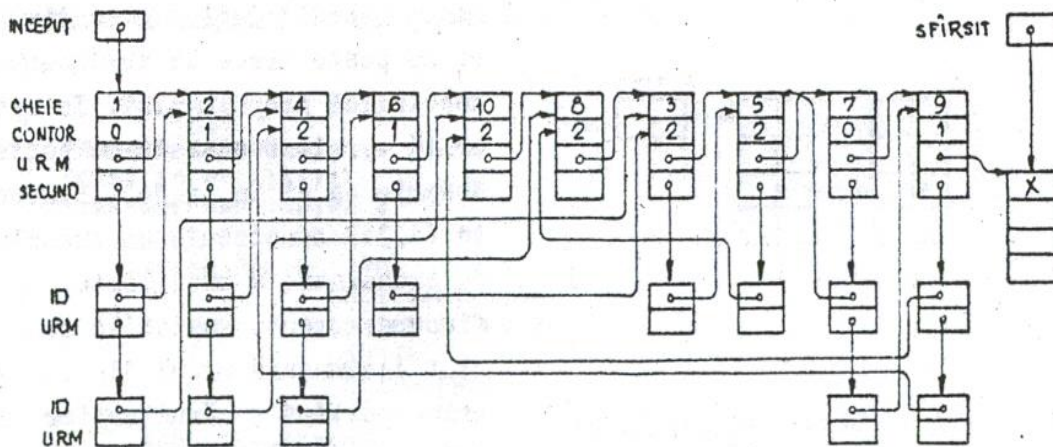 INCEPUT SFÎRSIT
CHEIE 1 2 4 6 10 8 3 5 7 9
CONTOR 0 1 2 1 2 2 2 2 0 1
URM
SECUND X
ID
URM
ID
URM